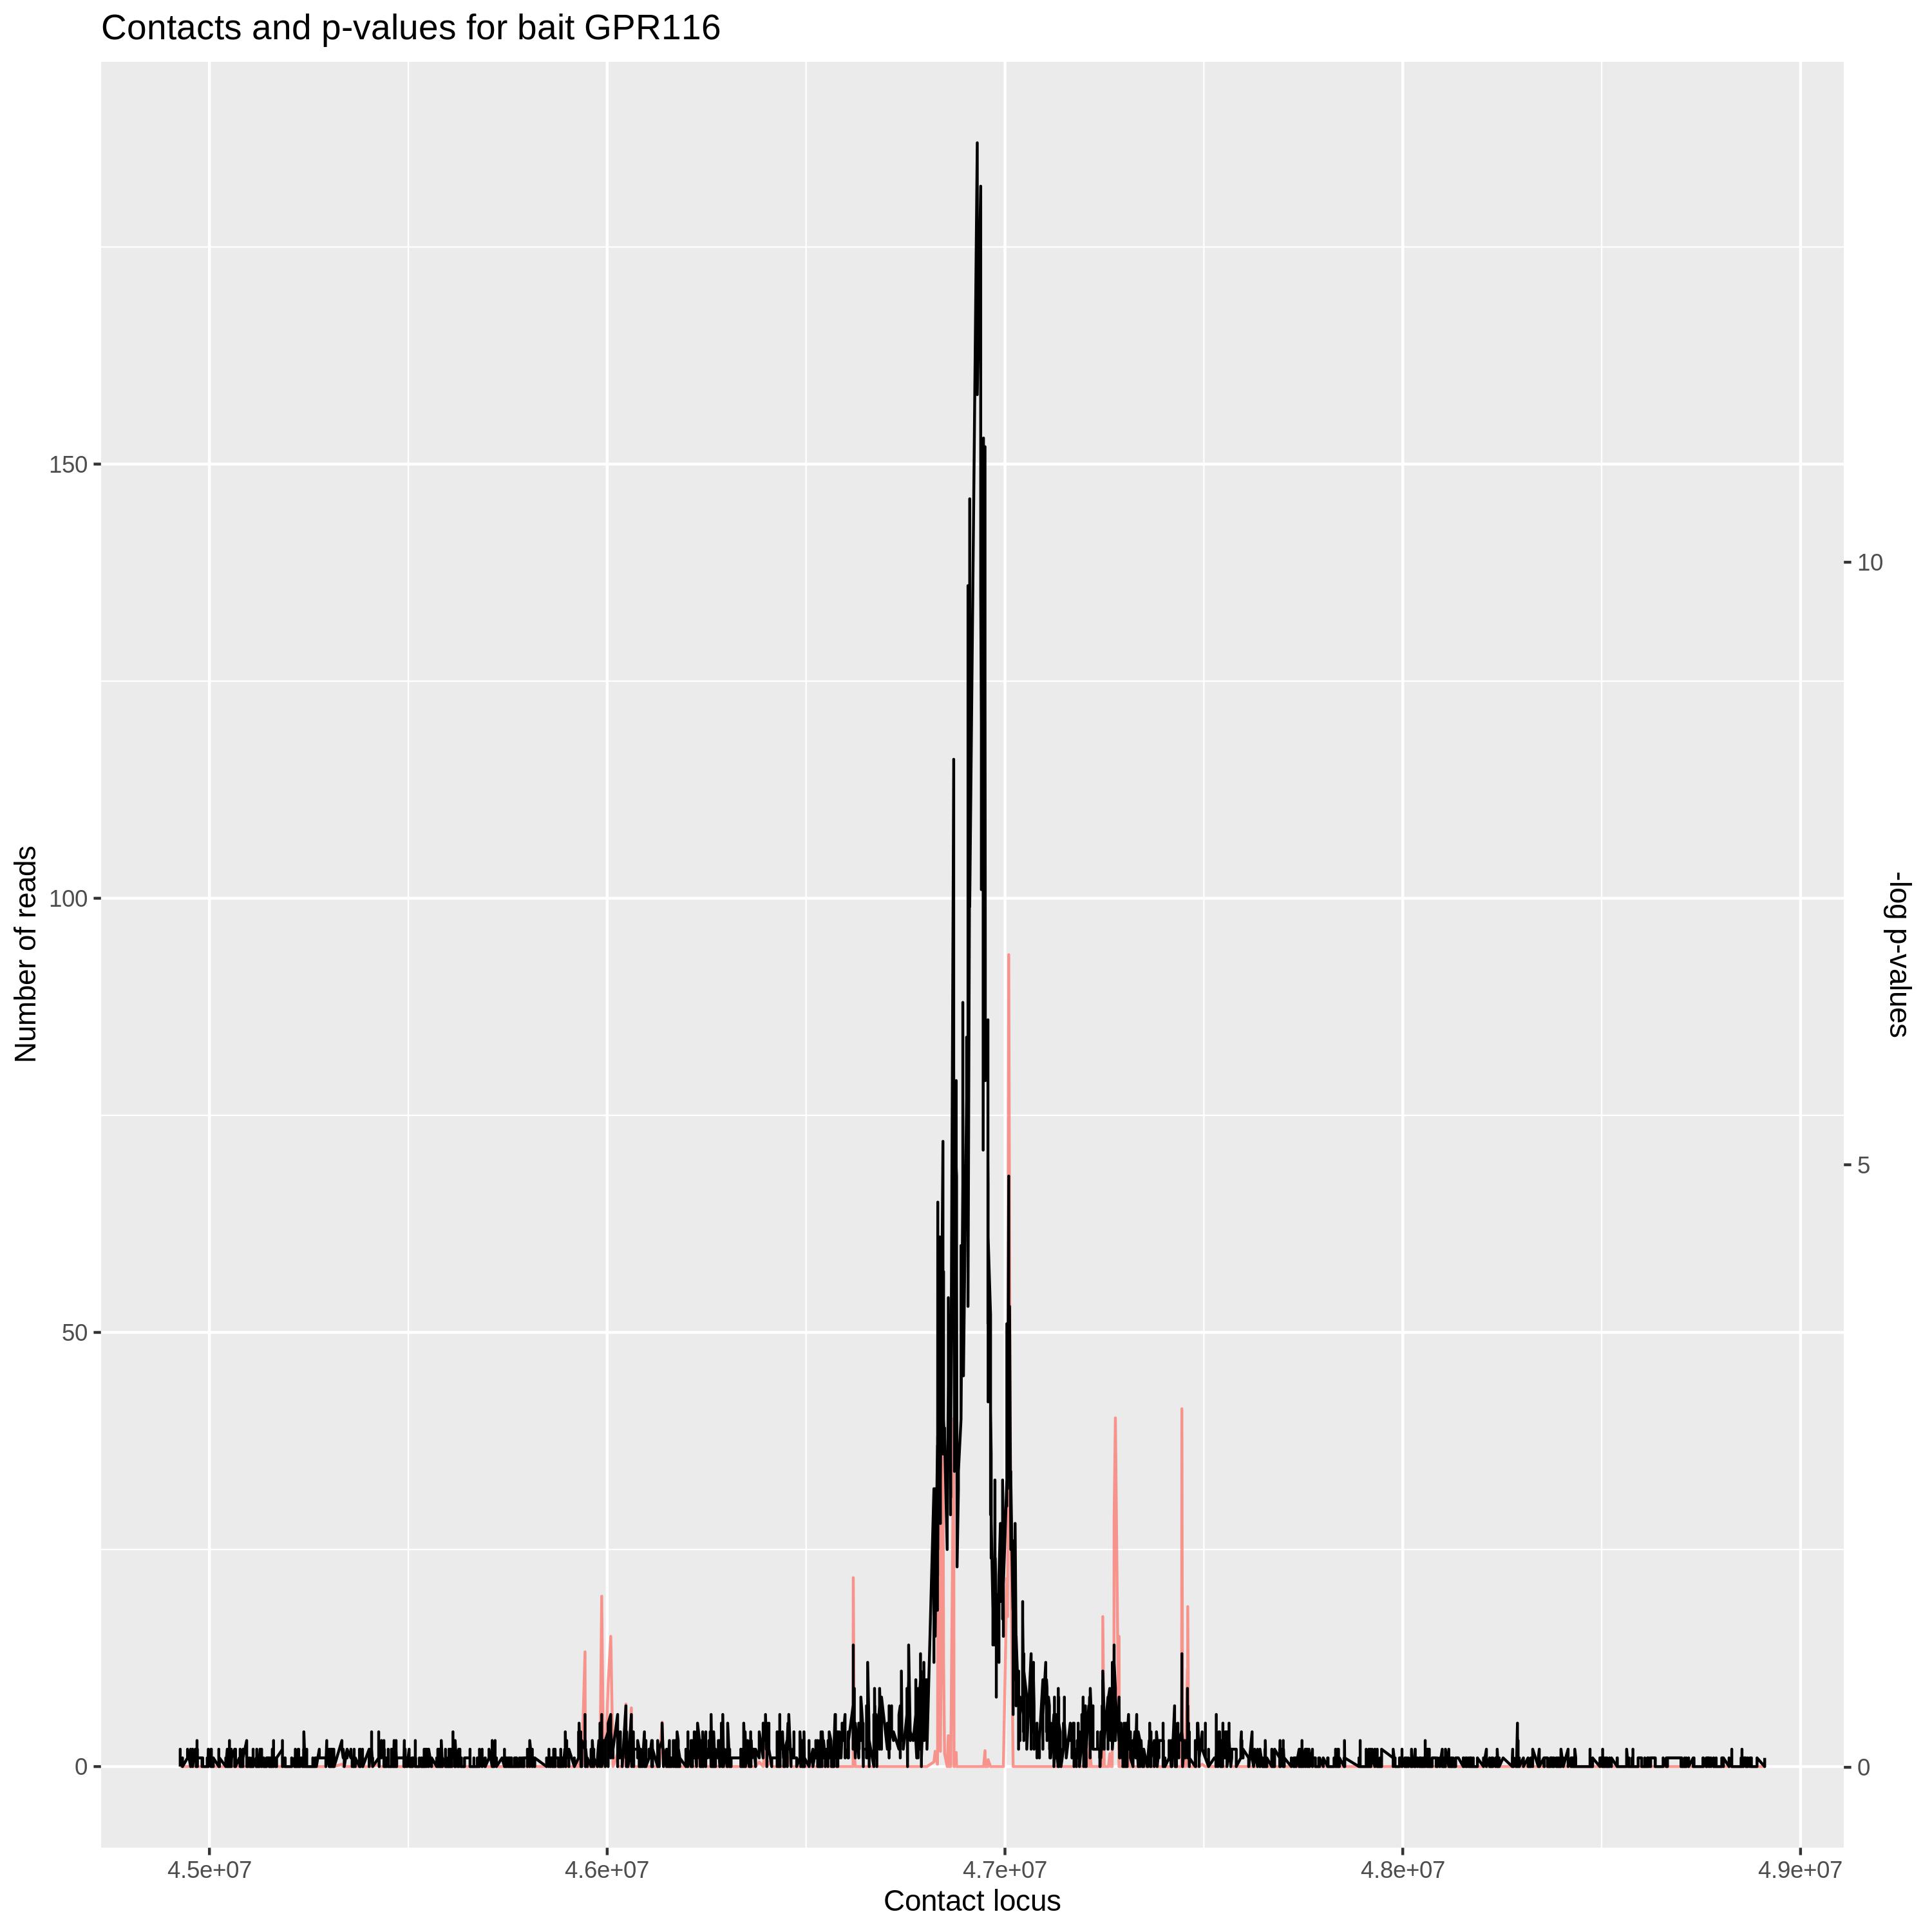 Contacts and p-values for bait GPR116
Number of reads
150
100
50
0
10
5
0
-log p-values
4.5e+07 4.6e+07 4.7e+07 4.8e+07 4.9e+07
Contact locus